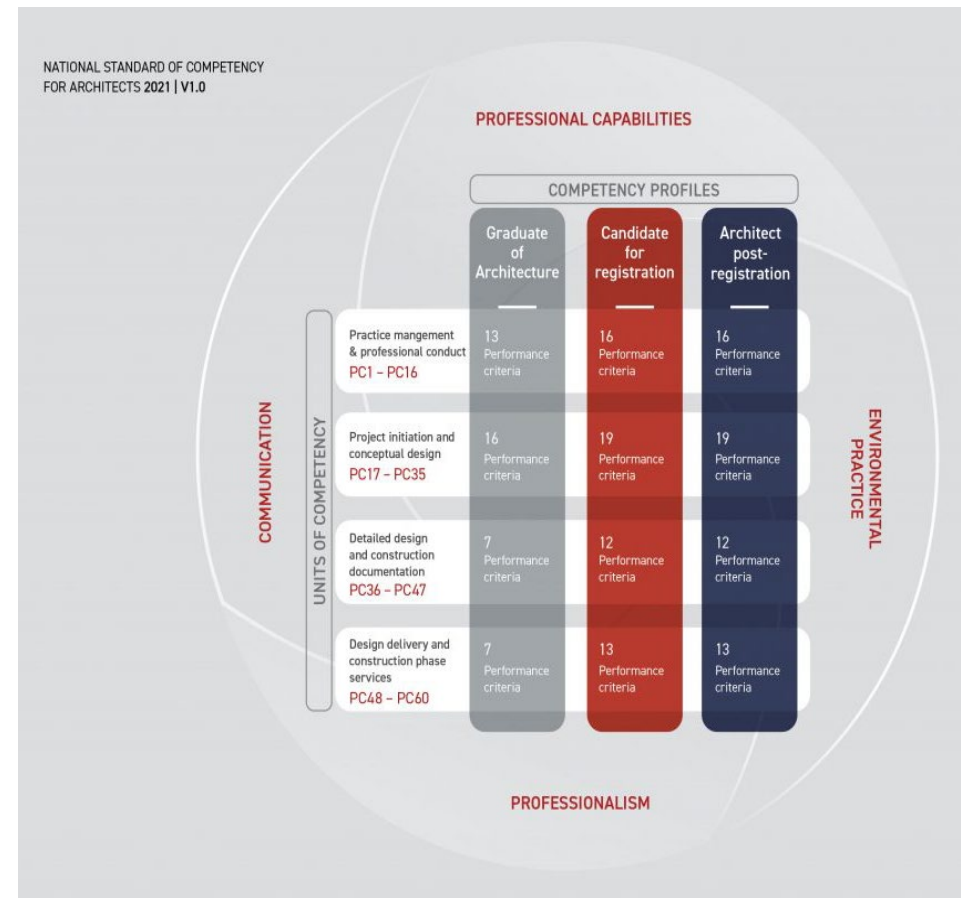 NATIONAL STANDARD OF COMPETENCY
FOR ARCHITECTS 2021 | V1.0
PROFESSIONAL CAPABILITIES
COMPETENCY PROFILES
Graduate
of
Architecture
Candidate
for
registration
Architect
post-
registration
COMMUNICATION
UNITS OF COMPETENCY
Practice mangement
& professional conduct
PC1 – PC16
13
Performance
criteria
16
Performance
criteria
16
Performance
criteria
Project initiation and
conceptual design
PC17 – PC35
16
Performance
criteria
19
Performance
criteria
19
Performance
criteria
Detailed design
and construction
documentation
PC36 – PC47
7
Performance
criteria
12
Performance
criteria
12
Performance
criteria
Design delivery and
construction phase
services
PC48 – PC60
7
Performance
criteria
13
Performance
criteria
13
Performance
criteria
ENVIRONMENTAL
PRACTICE
PROFESSIONALISM